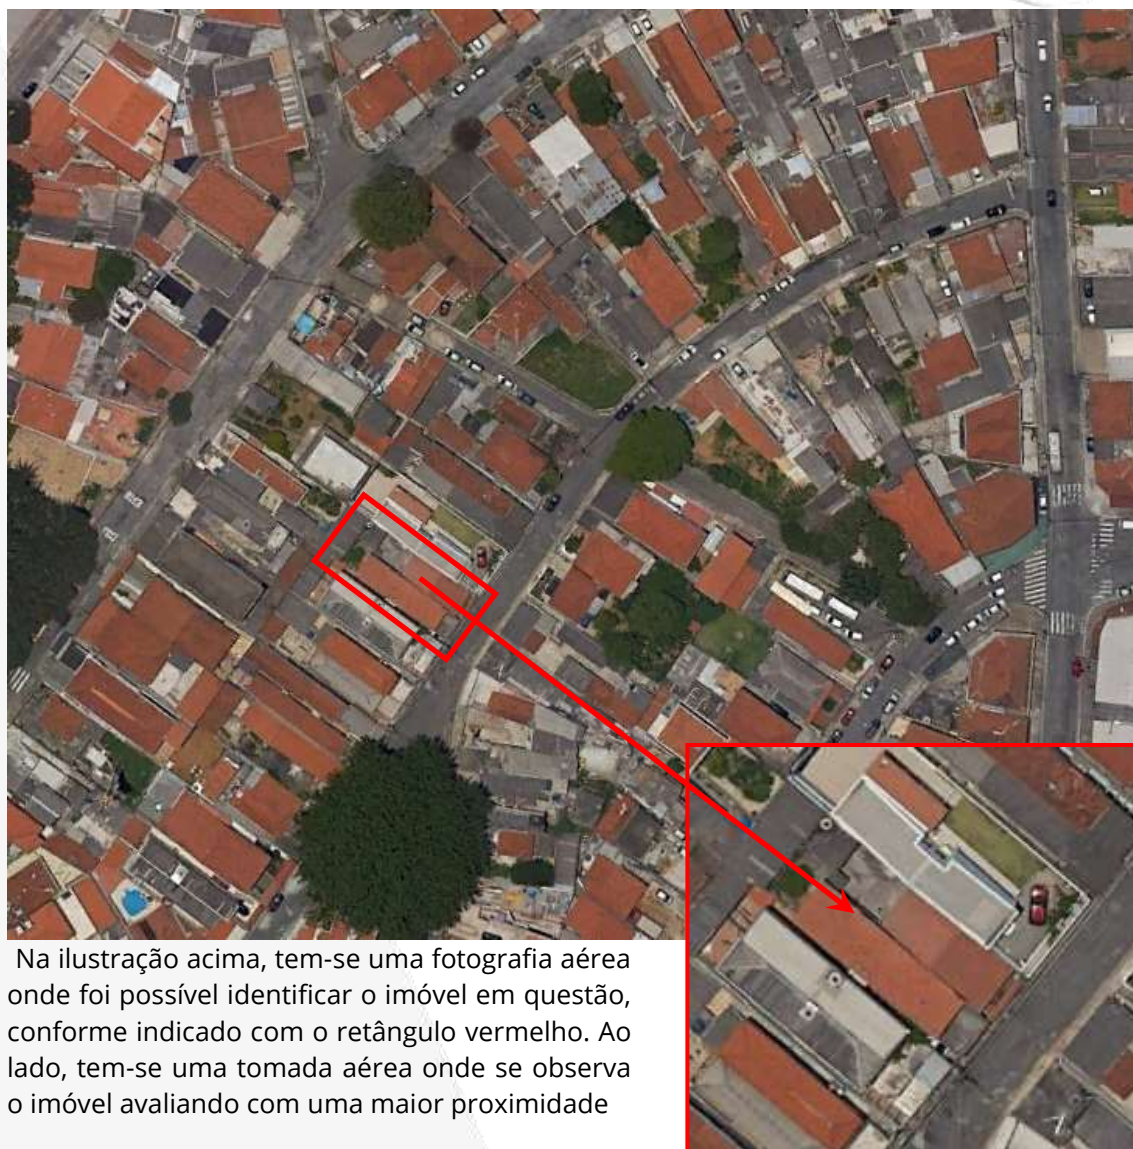 Na ilustração acima, tem-se uma fotografia aérea
onde foi possível identificar o imóvel em questão,
conforme indicado com o retângulo vermelho. Ao
lado, tem-se uma tomada aérea onde se observa
o imóvel avaliando com uma maior proximidade